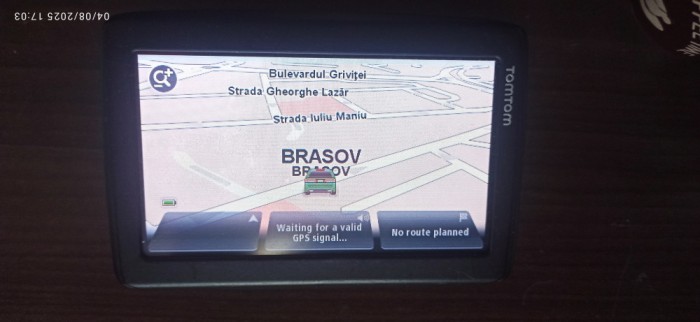 04/08/2025 17:03
TOMTOM
Bulevardul Griviței
Strada Gheorghe Lazăr
Strada Iuliu Maniu
BRASOV
BRASOV
Waiting for a valid
GPS signal...
No route planned